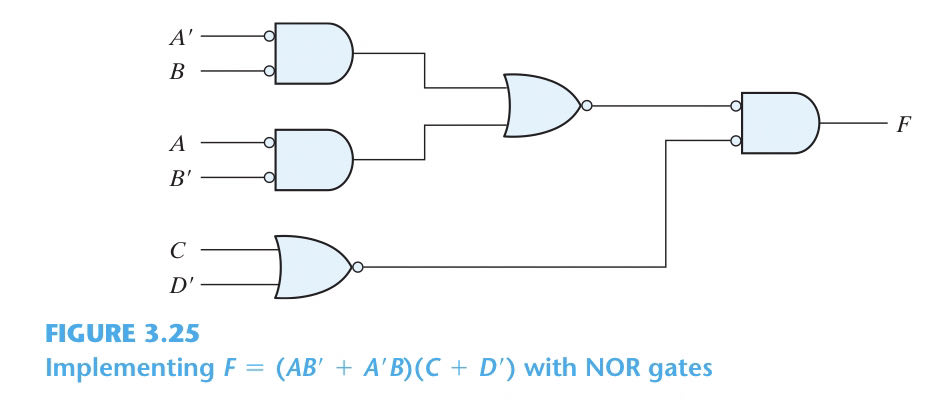 A′
B
A
B′
C
D′
F
FIGURE 3.25
Implementing F = (AB′ + A′B)(C + D′) with NOR gates